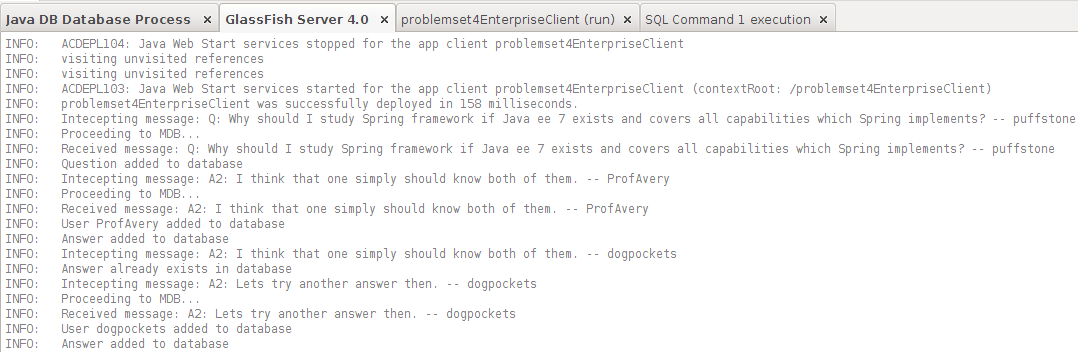 Java DB Database Process × GlassFish Server 4.0 × problemset4EnterpriseClient (run) × SQL Command 1 execution ×
INFO: ACDEPL104: Java Web Start services stopped for the app client problemset4EnterpriseClient
INFO: visiting unvisited references
INFO: visiting unvisited references
INFO: ACDEPL103: Java Web Start services started for the app client problemset4EnterpriseClient (contextRoot: /problemset4EnterpriseClient)
INFO: problemset4EnterpriseClient was successfully deployed in 158 milliseconds.
INFO: Intecepting message: Q: Why should I study Spring framework if Java ee 7 exists and covers all capabilities which Spring implements? -- puffstone
INFO: Proceeding to MDB...
INFO: Received message: Q: Why should I study Spring framework if Java ee 7 exists and covers all capabilities which Spring implements? -- puffstone
INFO: Question added to database
INFO: Intecepting message: A2: I think that one simply should know both of them. -- ProfAvery
INFO: Proceeding to MDB...
INFO: Received message: A2: I think that one simply should know both of them. -- ProfAvery
INFO: User ProfAvery added to database
INFO: Answer added to database
INFO: Intecepting message: A2: I think that one simply should know both of them. -- dogpockets
INFO: Answer already exists in database
INFO: Intecepting message: A2: Lets try another answer then. -- dogpockets
INFO: Proceeding to MDB...
INFO: Received message: A2: Lets try another answer then. -- dogpockets
INFO: User dogpockets added to database
INFO: Answer added to database